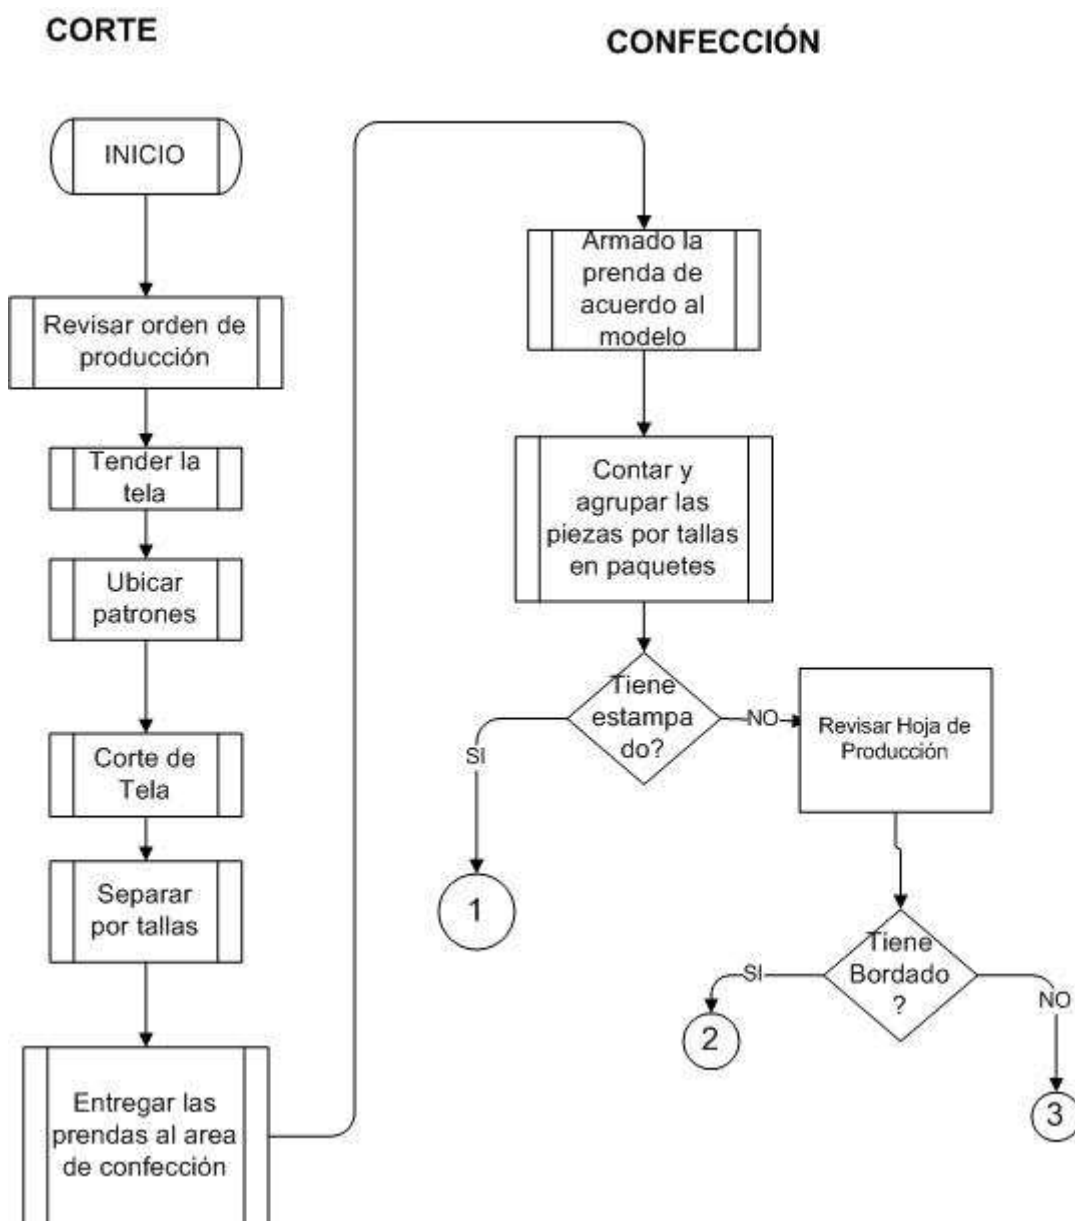 CORTE
INICIO
Revisar orden de
producción
Tender la
tela
Ubicar
patrones
Corte de
Tela
Separar
por tallas
Entregar las
prendas al area
de confección
CONFECCIÓN
Armado la
prenda de
acuerdo al
modelo
Contar y
agrupar las
piezas por tallas
en paquetes
Tiene
estampa
do?
SI
1
NO
Revisar Hoja de
Producción
Tiene
Bordado
?
SI
2
NO
3